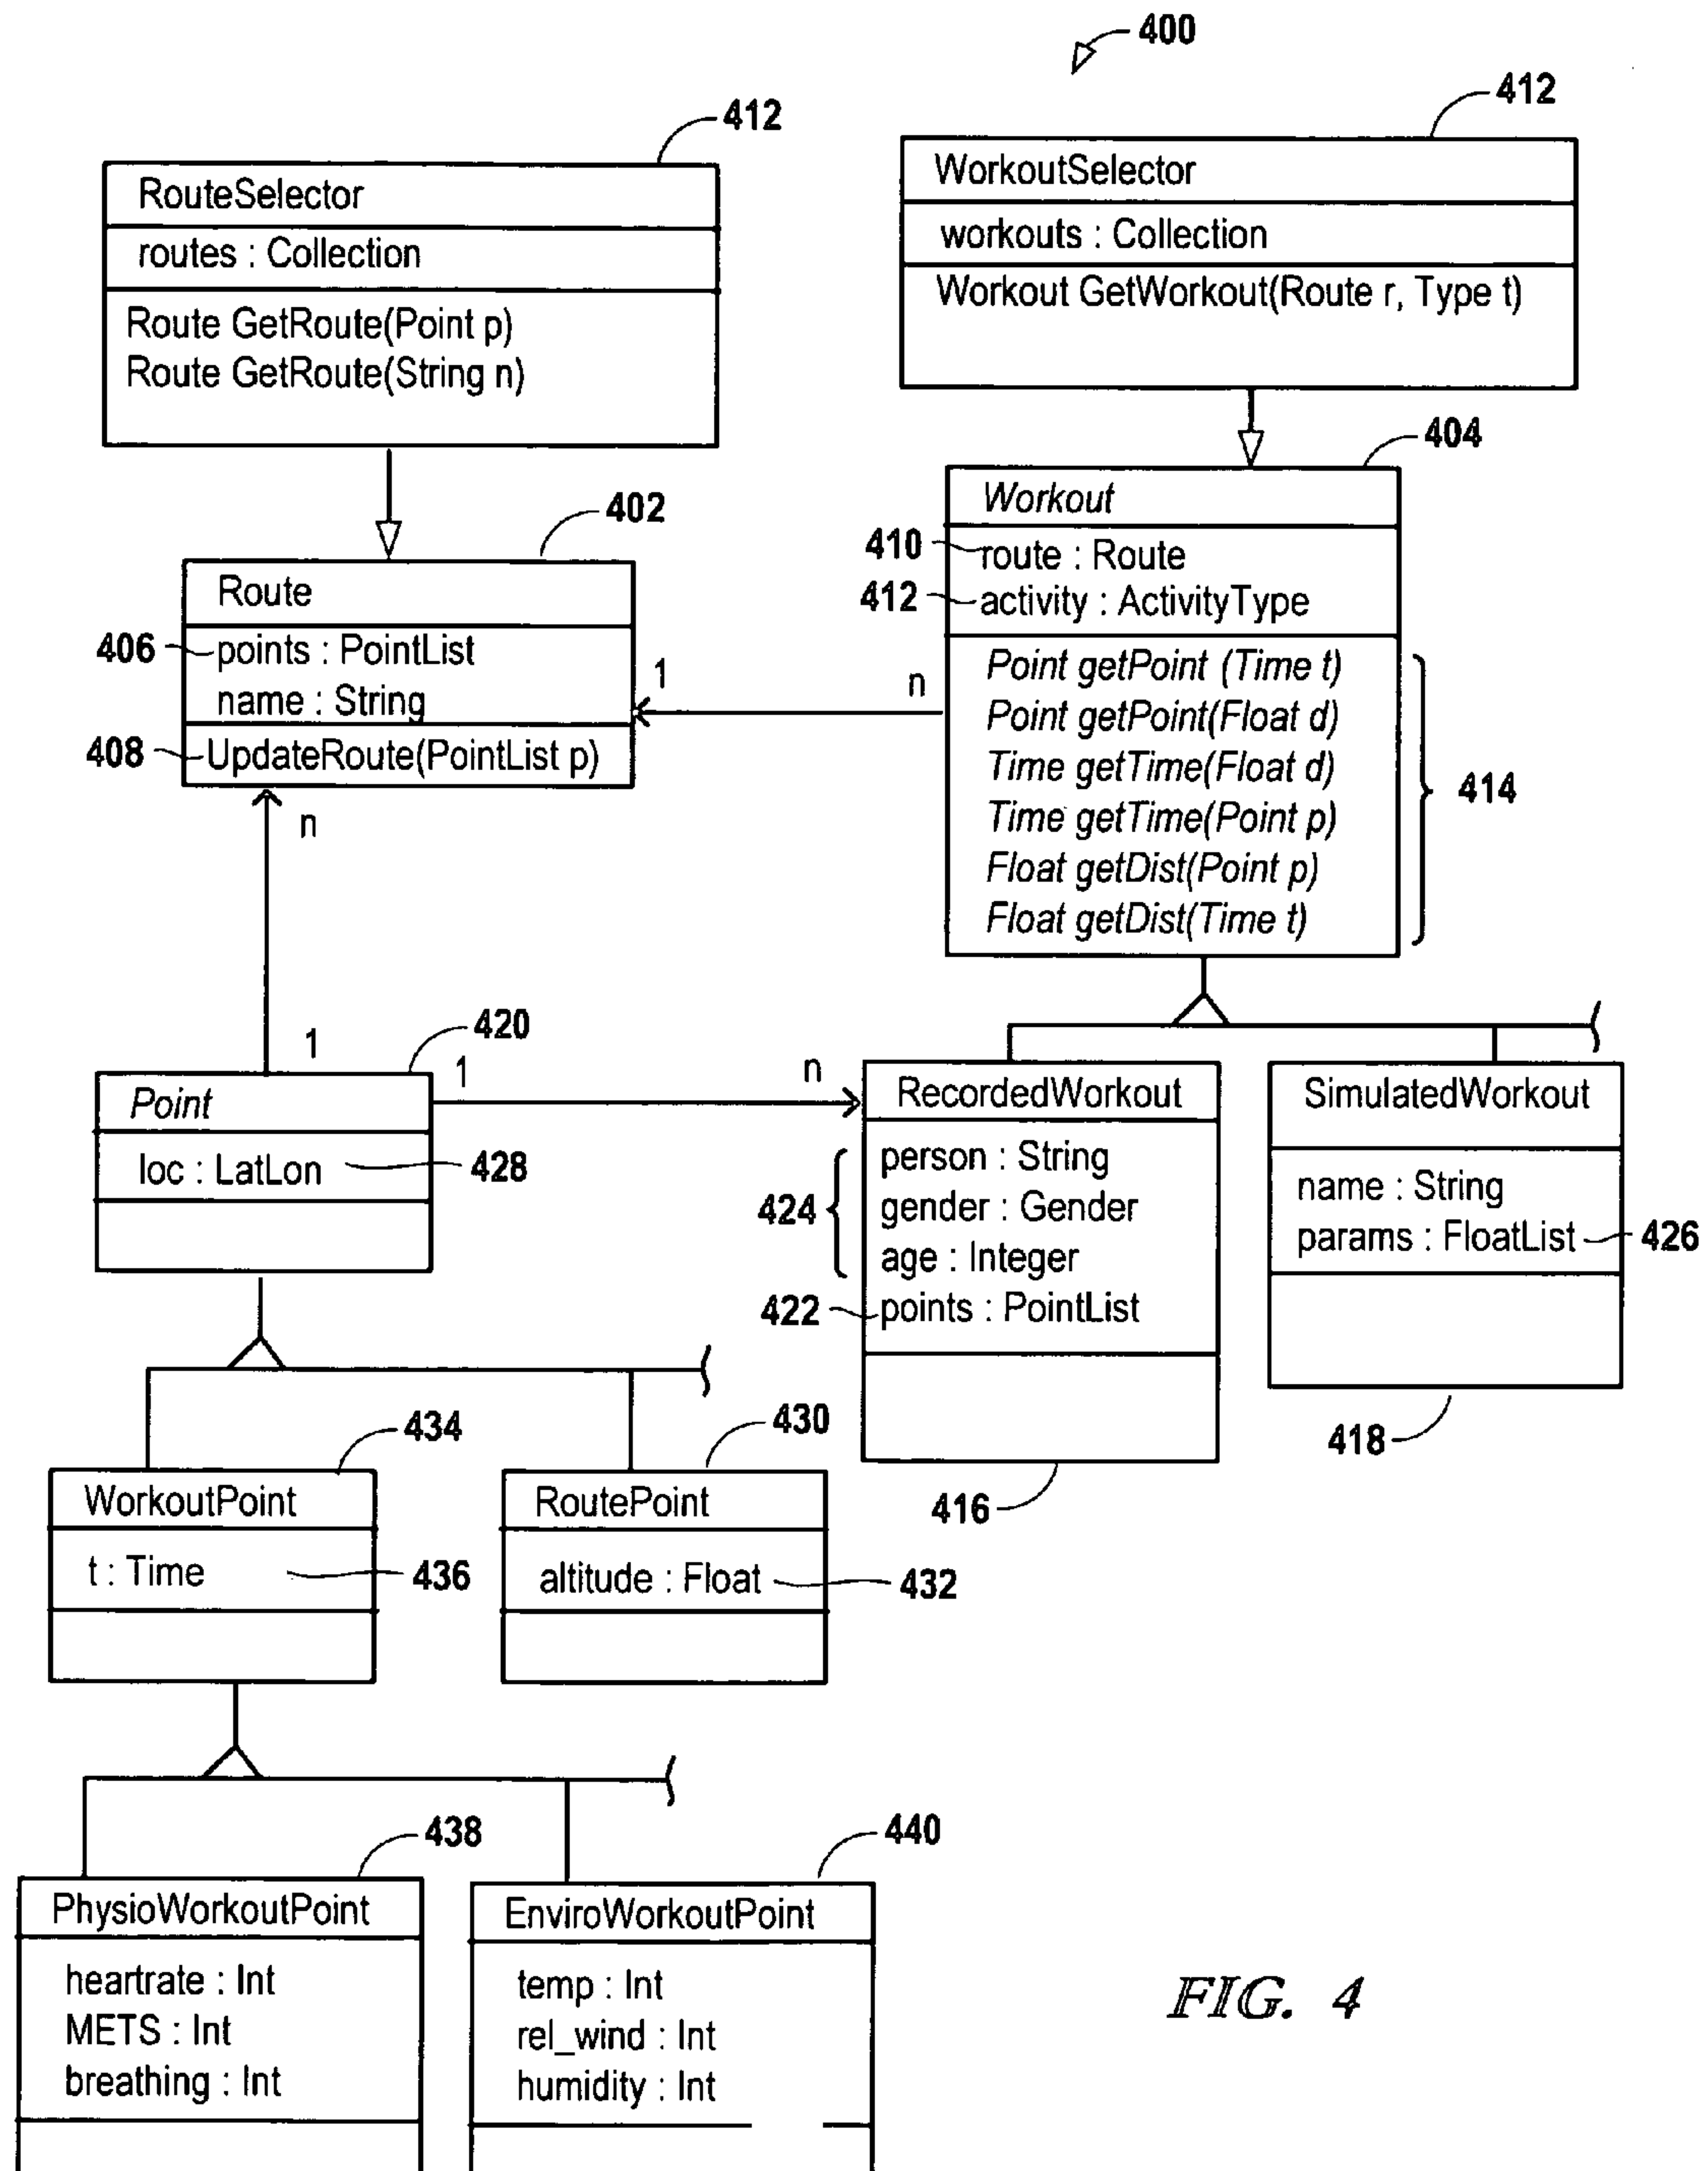 400
412
RouteSelector
routes : Collection
Route GetRoute(Point p)
Route GetRoute(String n)
412
WorkoutSelector
workouts : Collection
Workout GetWorkout(Route r, Type t)
402
Route
406
points : PointList
name : String
408
UpdateRoute(PointList p)
1
n
404
Workout
410
route : Route
412
activity : ActivityType
Point getPoint (Time t)
Point getPoint(Float d)
Time getTime(Float d)
Time getTime(Point p)
Float getDist(Point p)
Float getDist(Time t)
414
n
1
420
Point
loc : LatLon
428
1
n
RecordedWorkout
424
person : String
gender : Gender
age : Integer
422
points : PointList
416
SimulatedWorkout
name : String
params : FloatList
426
418
434
WorkoutPoint
t : Time
436
430
RoutePoint
altitude : Float
432
438
PhysioWorkoutPoint
heartrate : Int
METS : Int
breathing : Int
440
EnviroWorkoutPoint
temp : Int
rel_wind : Int
humidity : Int
FIG. 4